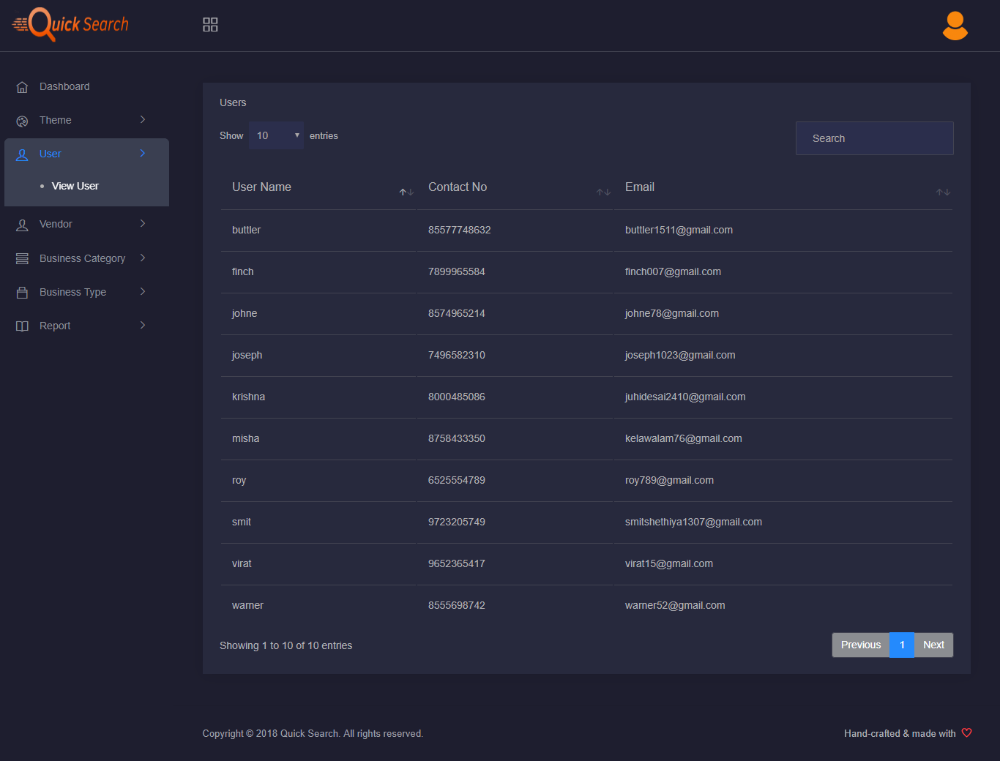 Quick Search
Dashboard
Theme
User
View User
Vendor
Business Category
Business Type
Report
Users
Show 10 entries
Search
User Name Contact No Email
buttler 85577748632 buttler1511@gmail.com
finch 7899965584 finch007@gmail.com
johne 8574965214 johne78@gmail.com
joseph 7496582310 joseph1023@gmail.com
krishna 8000485086 juhidesai2410@gmail.com
misha 8758433350 kelawalam76@gmail.com
roy 6525554789 roy789@gmail.com
smit 9723205749 smitshethiya1307@gmail.com
virat 9652365417 virat15@gmail.com
warner 8555698742 warner52@gmail.com
Showing 1 to 10 of 10 entries
Previous 1 Next
Copyright © 2018 Quick Search. All rights reserved.
Hand-crafted & made with